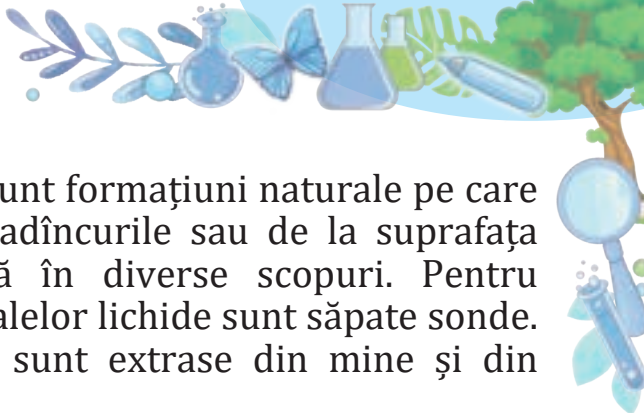 sunt formațiuni naturale pe care
adîncurile sau de la suprafața
ă în diverse scopuri. Pentru
alelor lichide sunt săpate sonde.
sunt extrase din mine și din